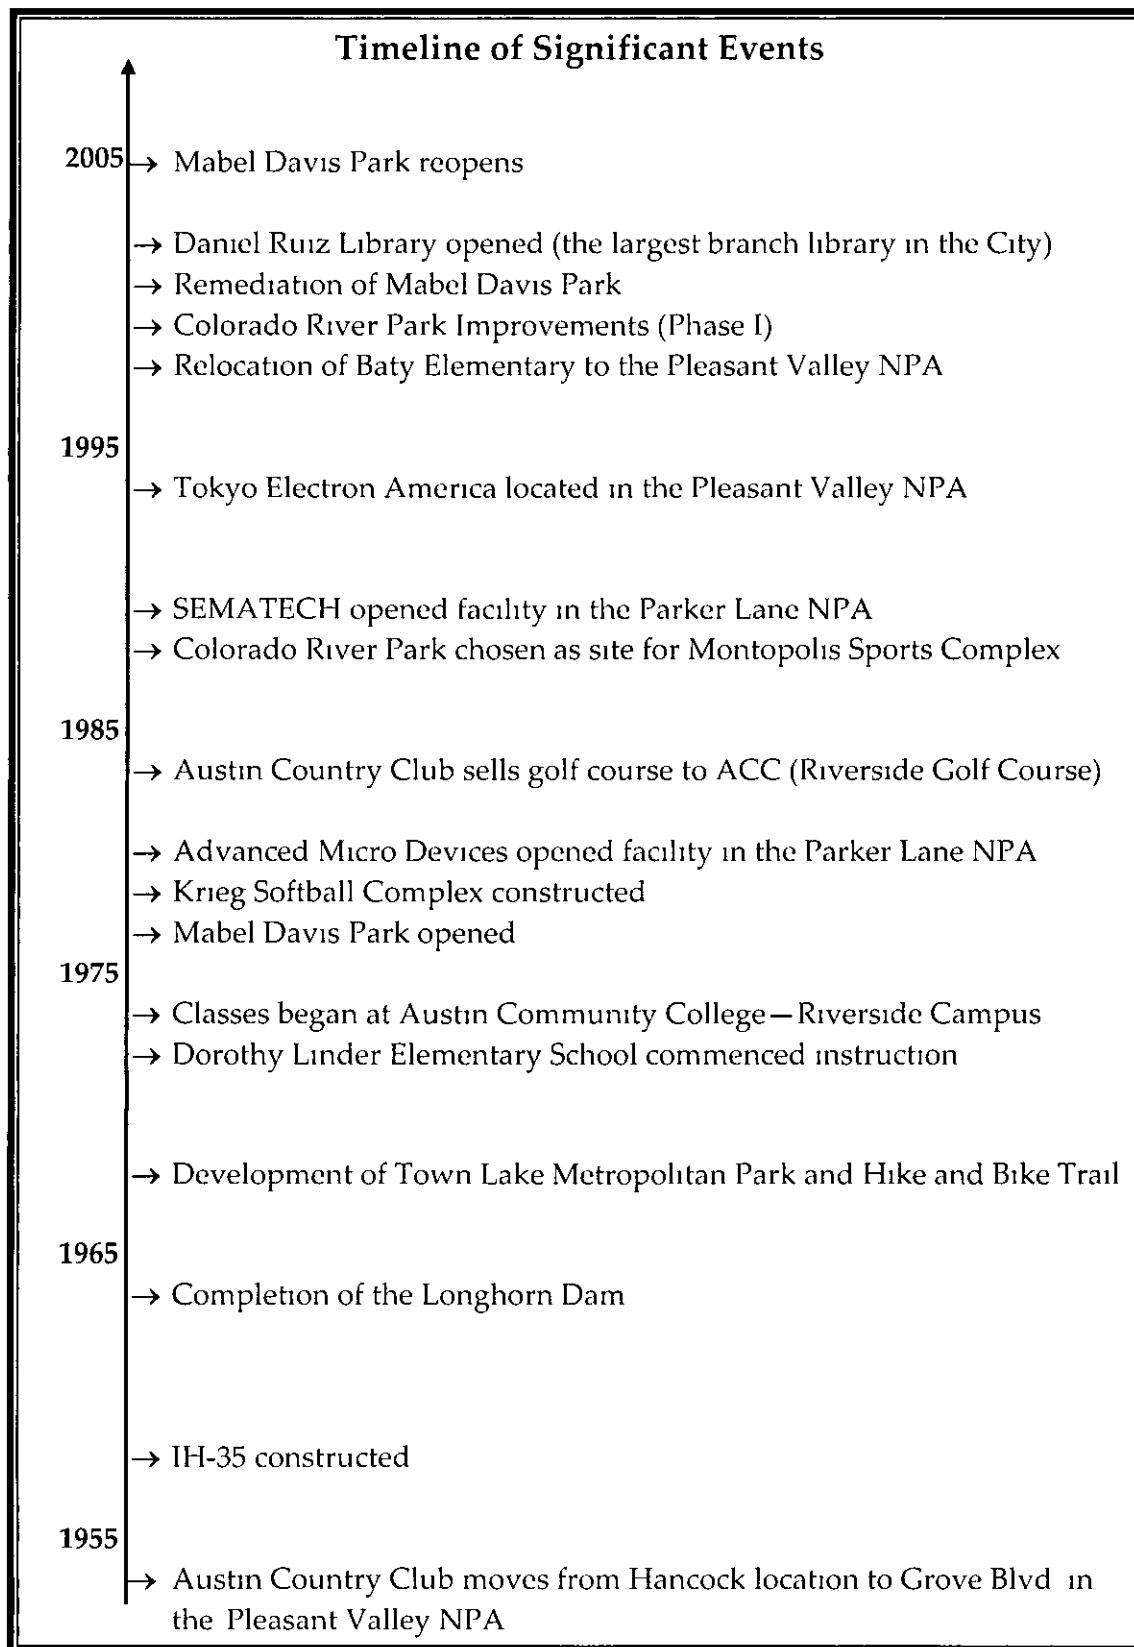 Timeline of Significant Events
2005 → Mabel Davis Park reopens
→ Daniel Ruiz Library opened (the largest branch library in the City)
→ Remediation of Mabel Davis Park
→ Colorado River Park Improvements (Phase I)
→ Relocation of Baty Elementary to the Pleasant Valley NPA
1995
→ Tokyo Electron America located in the Pleasant Valley NPA
→ SEMATECH opened facility in the Parker Lane NPA
→ Colorado River Park chosen as site for Montopolis Sports Complex
1985
→ Austin Country Club sells golf course to ACC (Riverside Golf Course)
→ Advanced Micro Devices opened facility in the Parker Lane NPA
→ Krieg Softball Complex constructed
→ Mabel Davis Park opened
1975
→ Classes began at Austin Community College—Riverside Campus
→ Dorothy Linder Elementary School commenced instruction
→ Development of Town Lake Metropolitan Park and Hike and Bike Trail
1965
→ Completion of the Longhorn Dam
→ IH-35 constructed
1955
→ Austin Country Club moves from Hancock location to Grove Blvd in
the Pleasant Valley NPA